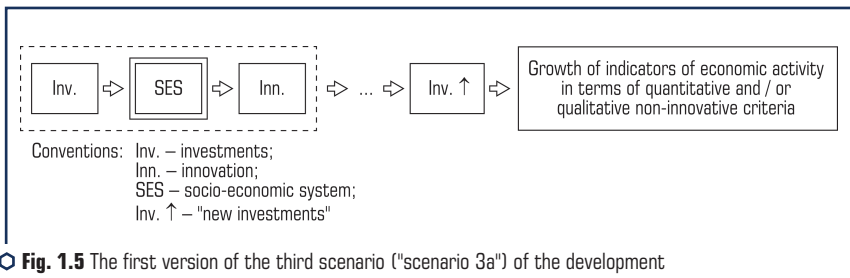 Inv.
SES
Inn.
...
Inv. ↑
Growth of indicators of economic activity
in terms of quantitative and / or
qualitative non-innovative criteria
Conventions: Inv. – investments;
Inn. – innovation;
SES – socio-economic system;
Inv. ↑ – "new investments"
Fig. 1.5 The first version of the third scenario ("scenario 3a") of the development